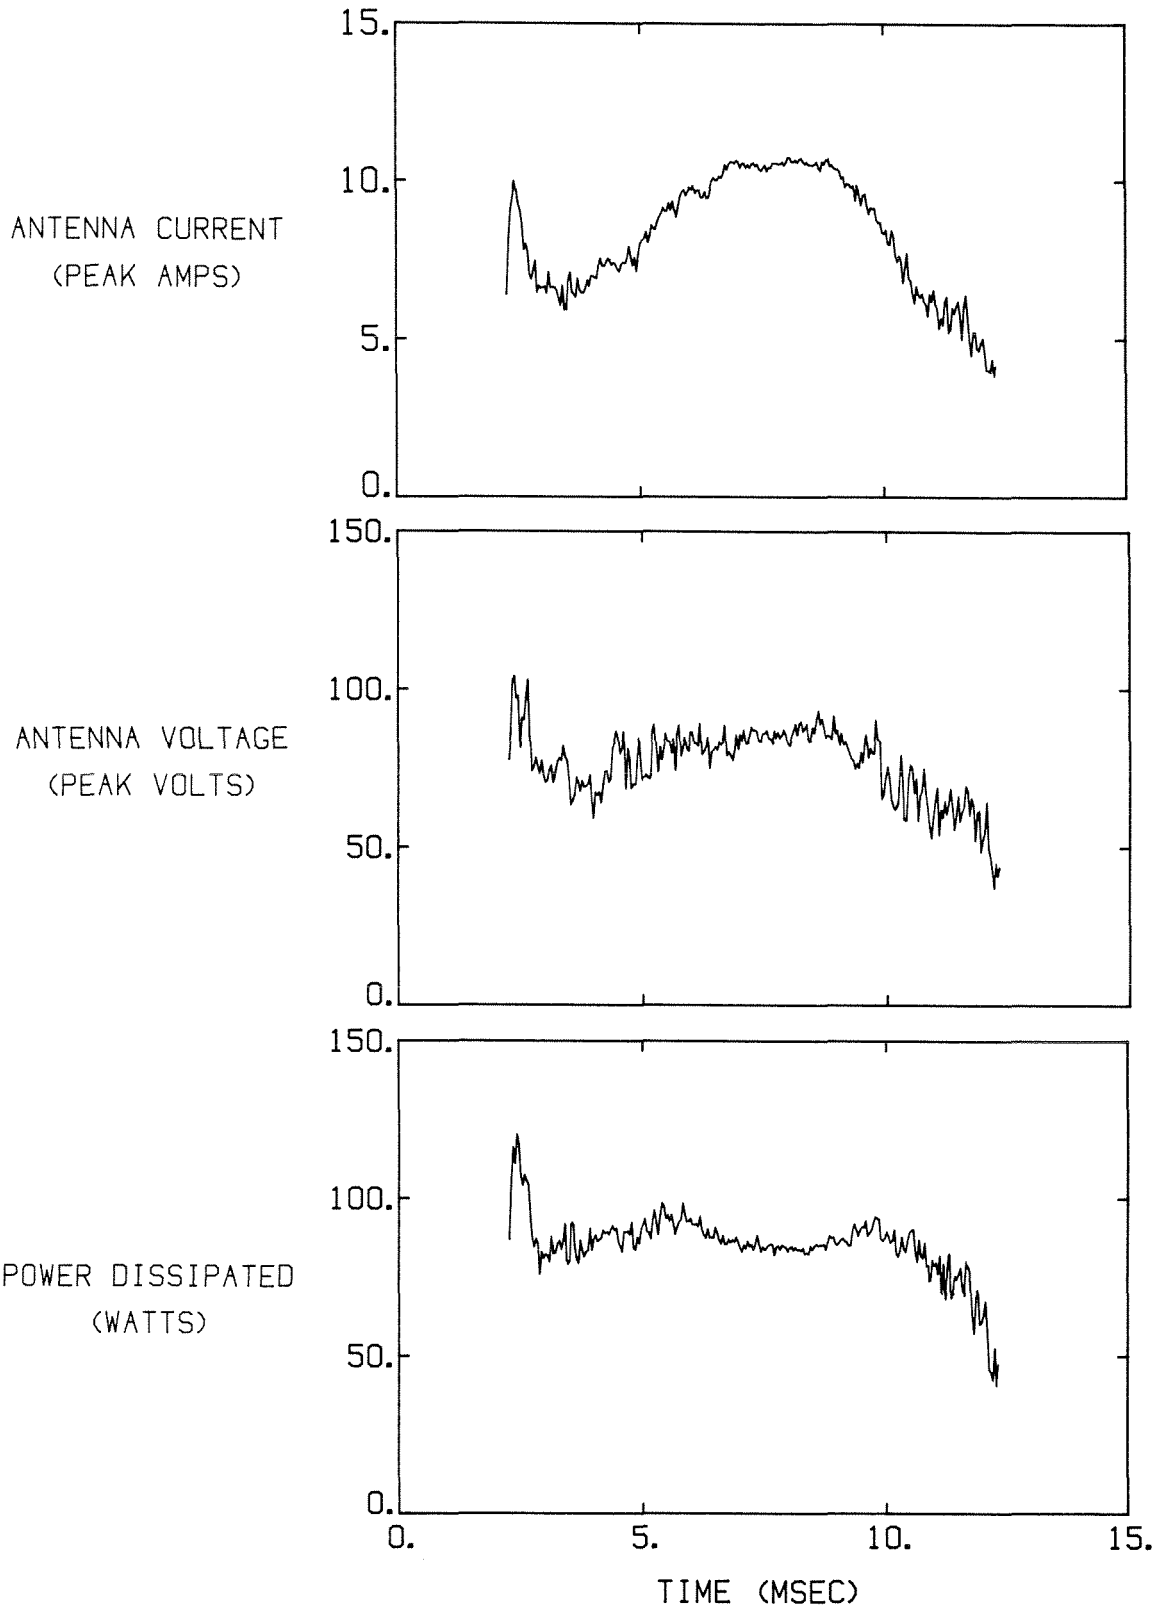 15.
10.
5.
0.
ANTENNA CURRENT
(PEAK AMPS)
150.
100.
50.
0.
ANTENNA VOLTAGE
(PEAK VOLTS)
150.
100.
50.
0.
POWER DISSIPATED
(WATTS)
0. 5. 10. 15.
TIME (MSEC)